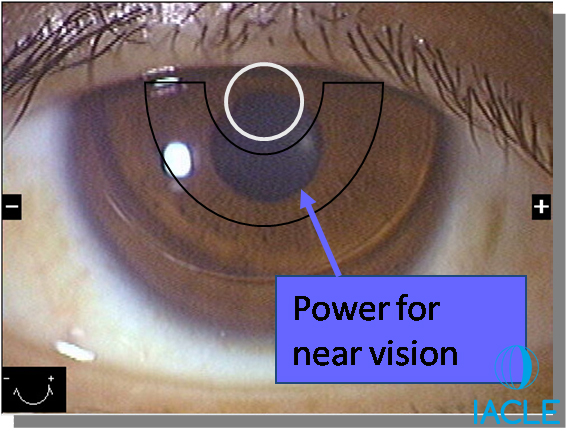 -
+
Power for
near vision
- +
IACLE